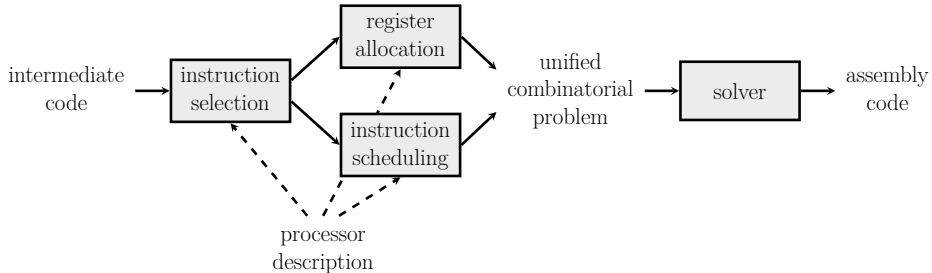 intermediate
code
instruction
selection
register
allocation
instruction
scheduling
unified
combinatorial
problem
solver
assembly
code
processor
description